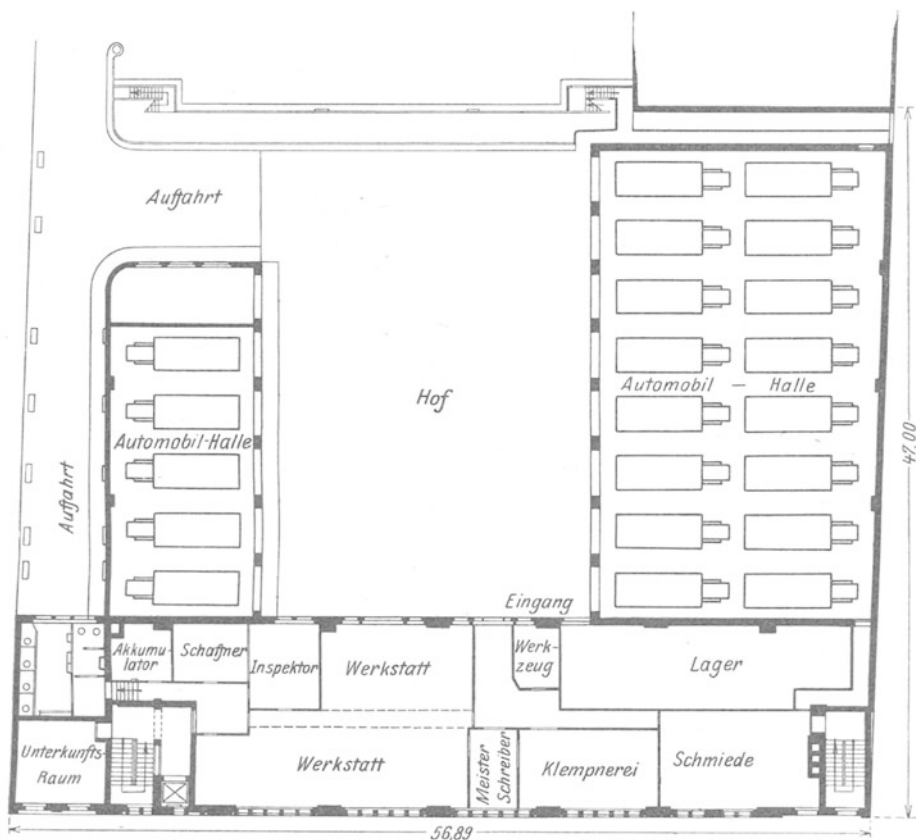 Auffahrt
Hof
Automobil — Halle
Automobil-Halle
Auffahrt
47,00
Eingang
Akkumu-
lator
Schaffner
Inspektor
Werkstatt
Werk-
zeug
Lager
Unterkunfts-
Raum
Werkstatt
Meister
Schreiber
Klempnerei
Schmiede
56,89